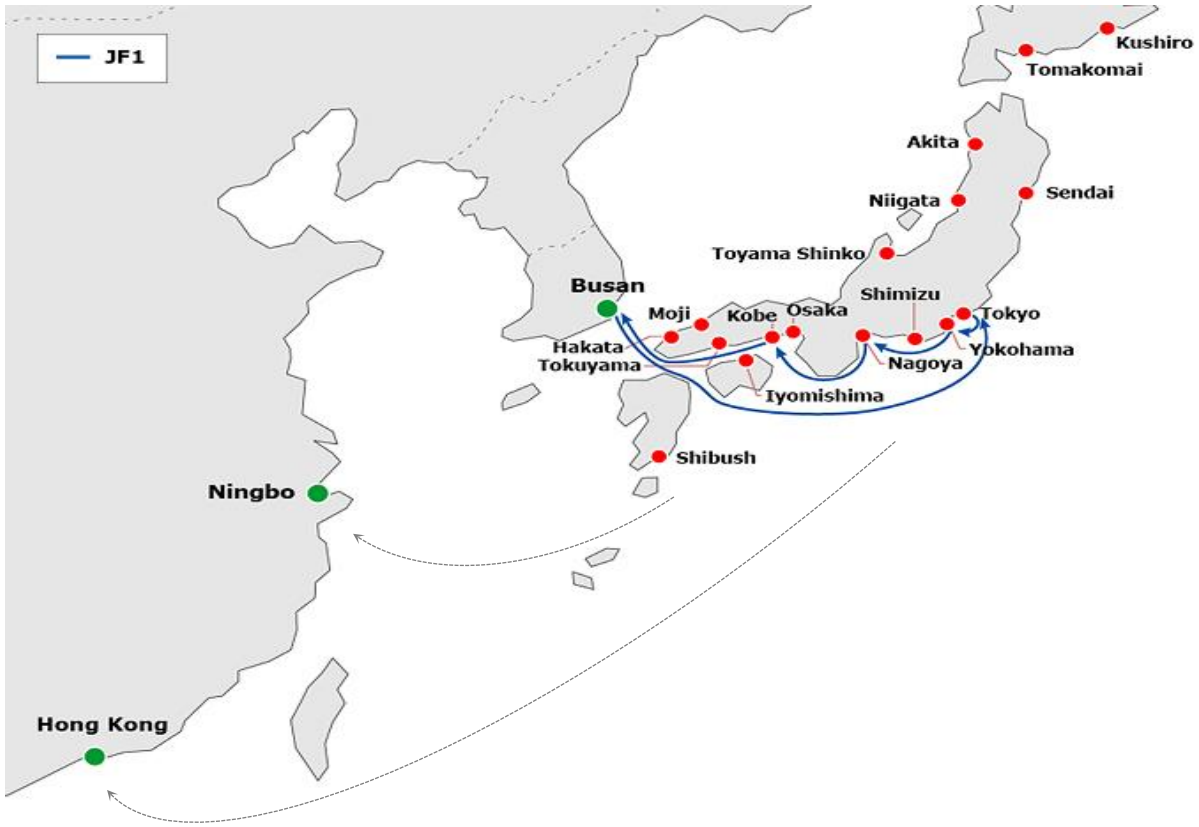 JF1
Kushiro
Tomakomai
Akita
Sendai
Niigata
Toyama Shinko
Busan
Shimizu
Moji
Kobe
Osaka
Tokyo
Hakata
Yokohama
Tokuyama
Nagoya
Iyomishima
Shibush
Ningbo
Hong Kong